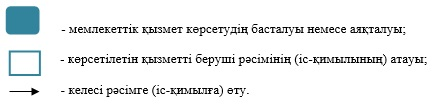 - мемлекеттік қызмет көрсетудің басталуы немесе аяқталуы;
- көрсетілетін қызметті беруші рәсімінің (іс-қимылының) атауы;
- келесі рәсімге (іс-қимылға) өту.